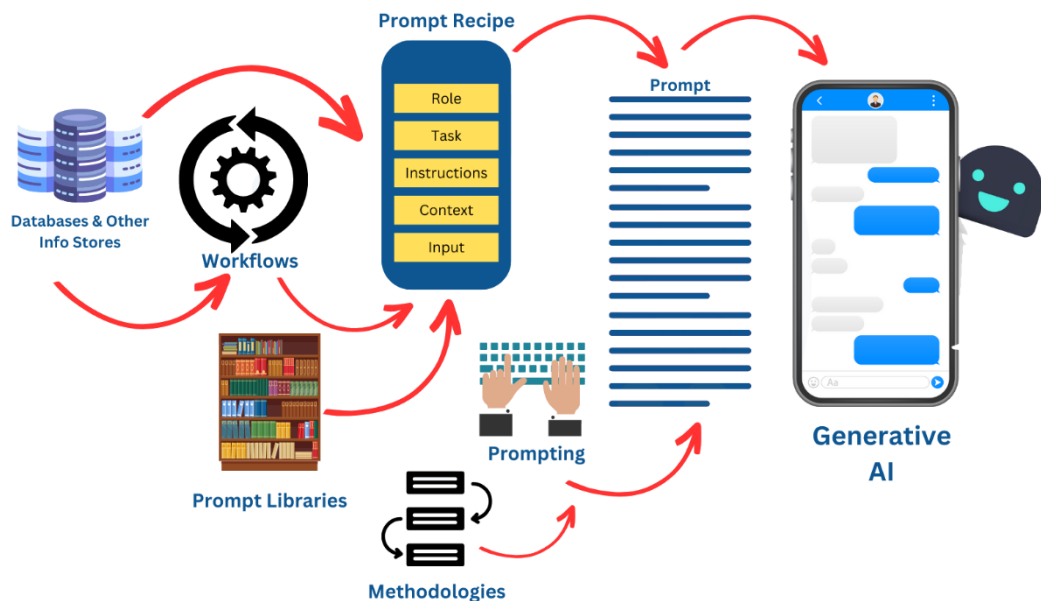 Prompt Recipe
Role
Task
Instructions
Context
Input
Databases & Other
Info Stores
Workflows
Prompt Libraries
Prompting
Methodologies
Prompt
Aa
Generative
AI